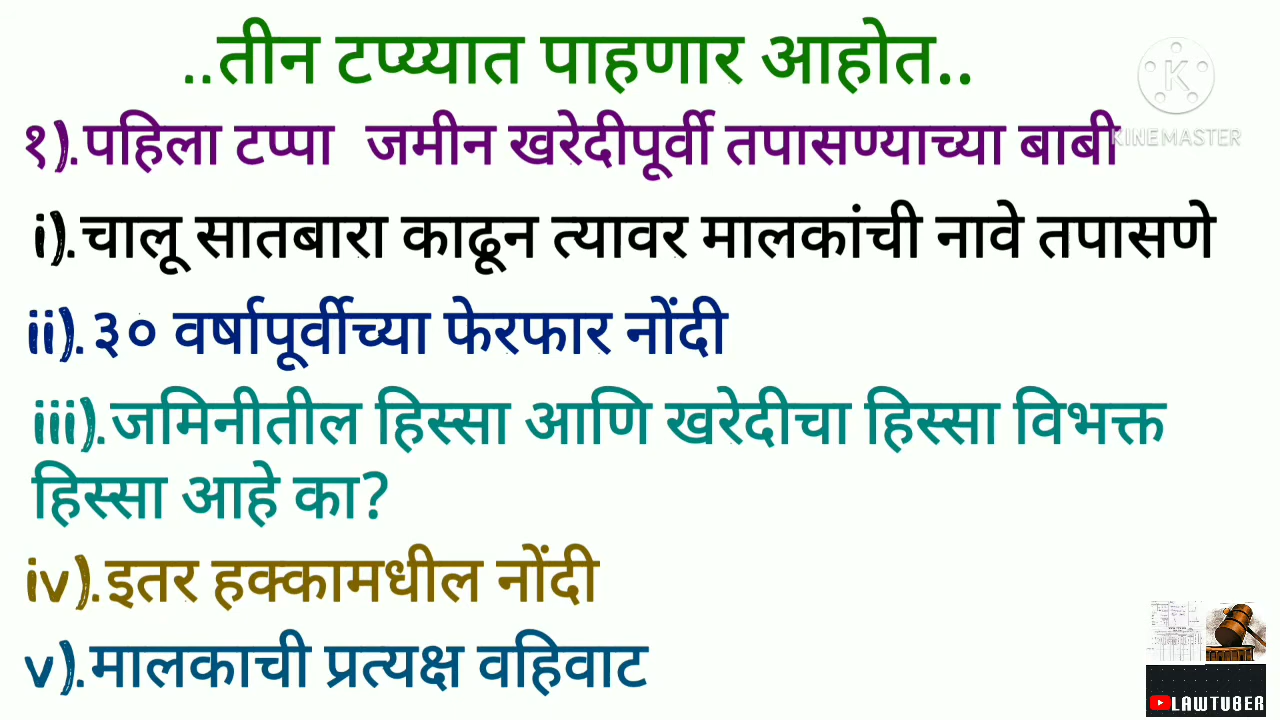 ..तीन टप्प्यात पाहणार आहोत..
१).पहिला टप्पा जमीन खरेदीपूर्वी तपासण्याच्या बाबी
KINEMASTER
i).चालू सातबारा काढून त्यावर मालकांची नावे तपासणे
ii).३० वर्षापूर्वीच्या फेरफार नोंदी
iii).जमिनीतील हिस्सा आणि खरेदीचा हिस्सा विभक्त
हिस्सा आहे का?
iv).इतर हक्कामधील नोंदी
v).मालकाची प्रत्यक्ष वहिवाट
LAWTUBER